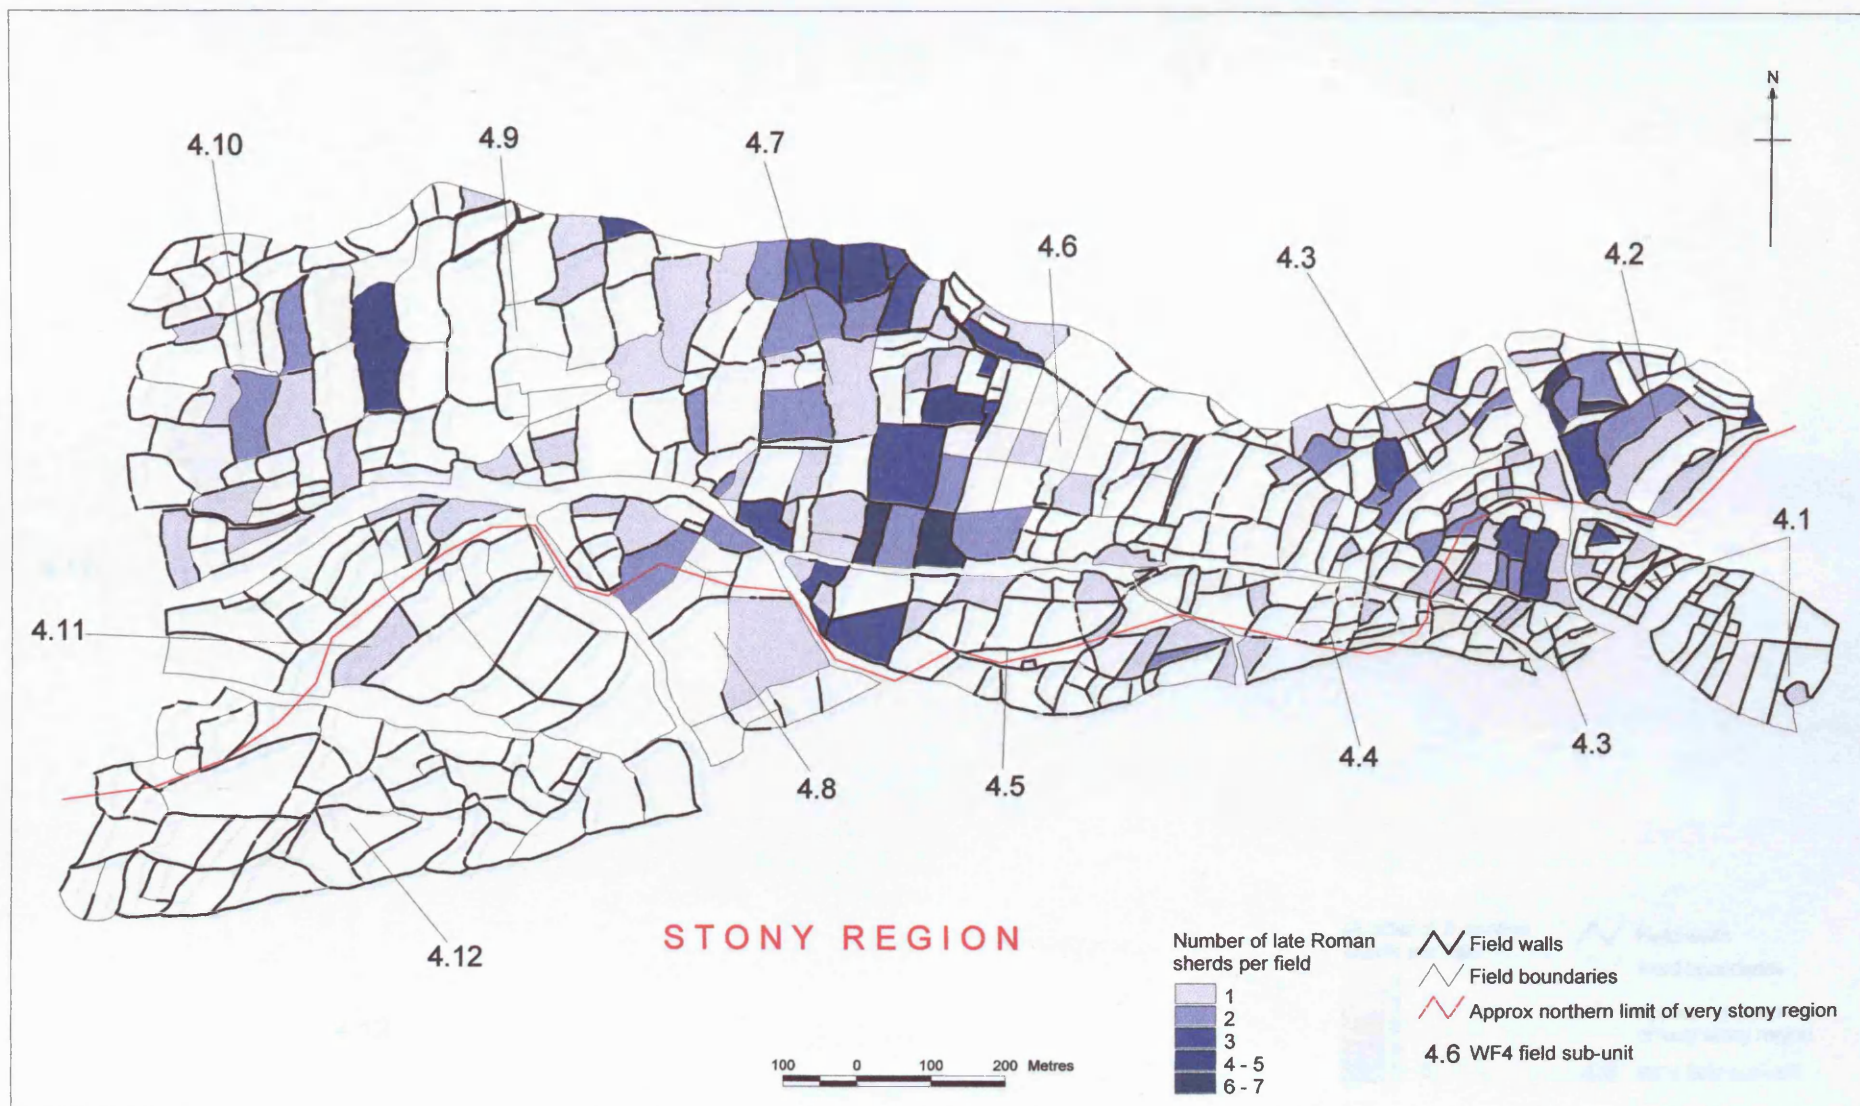 N
4.10
4.9
4.7
4.6
4.3
4.2
4.1
4.11
4.8
4.5
4.4
4.3
4.12
STONY REGION
Number of late Roman
sherds per field
1
2
3
4 - 5
6 - 7
Field walls
Field boundaries
Approx northern limit of very stony region
4.6 WF4 field sub-unit
100 0 100 200 Metres